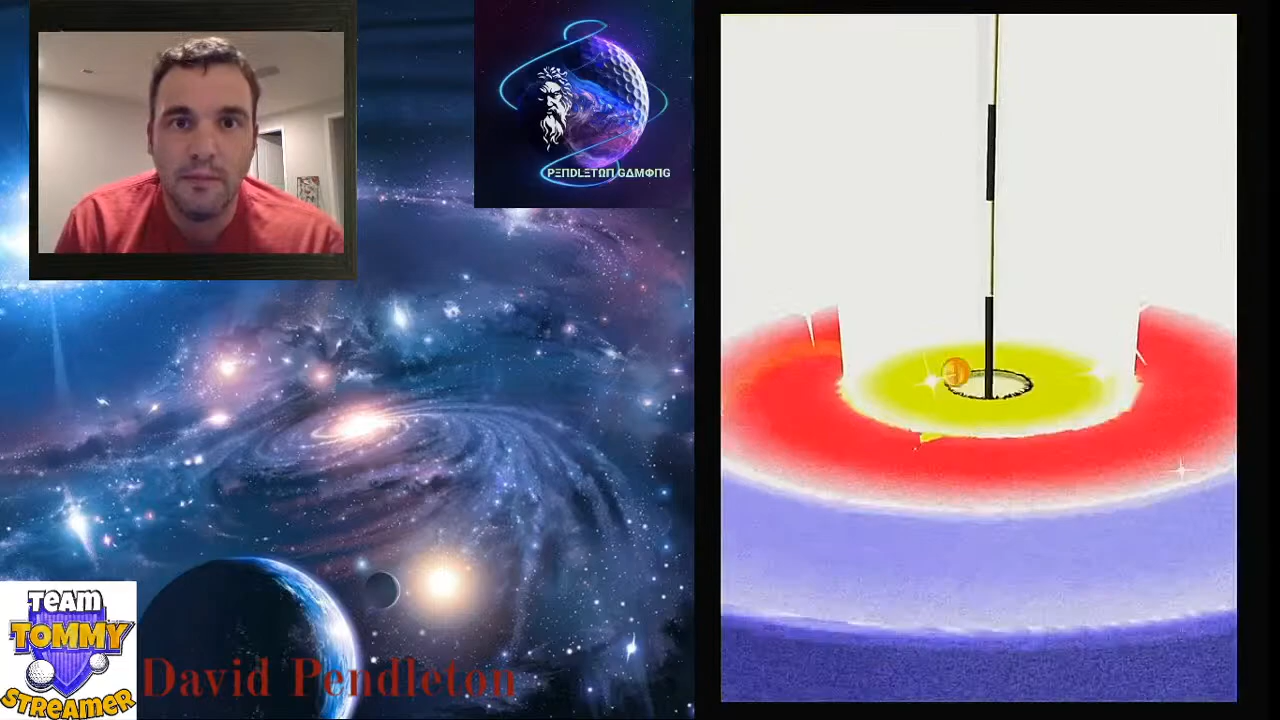 PENDLETON GAMING
TEAM
TOMMY
STREAMER
David Pendleton